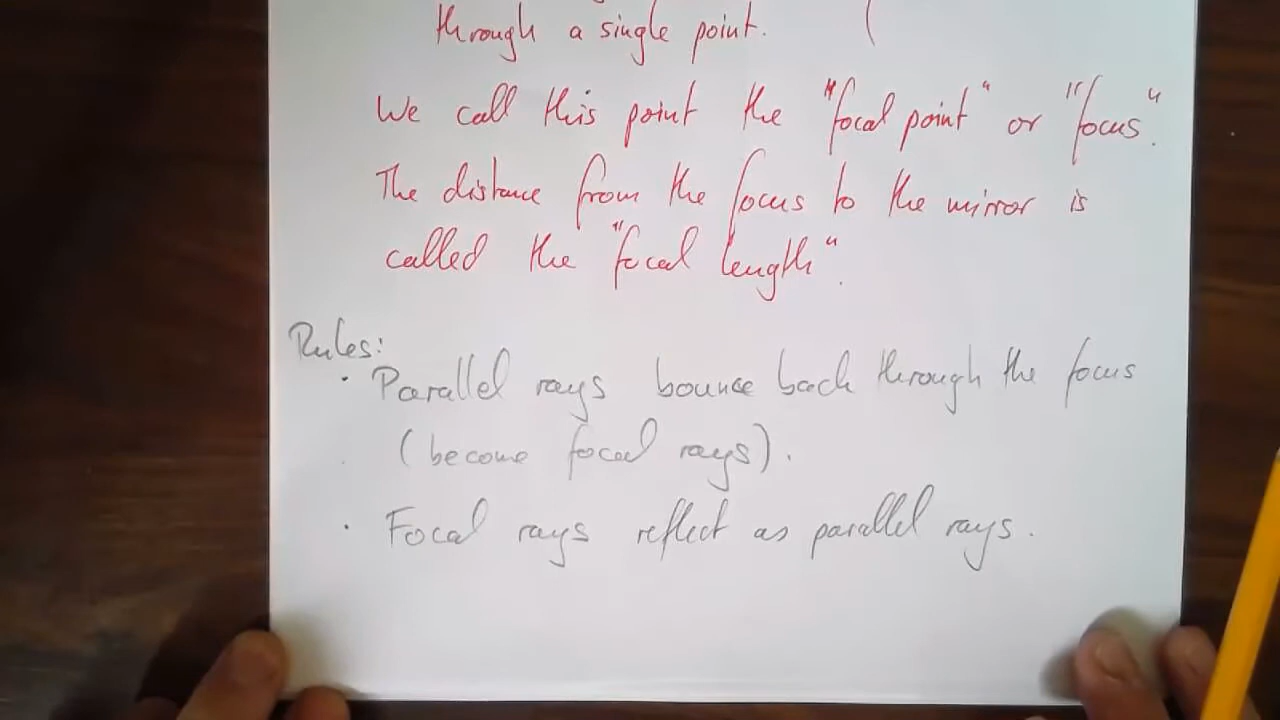 through a single point.
We call this point the "focal point" or "focus".
The distance from the focus to the mirror is
called the "focal length".
Rules:
· Parallel rays bounce back through the focus
(become focal rays).
· Focal rays reflect as parallel rays.